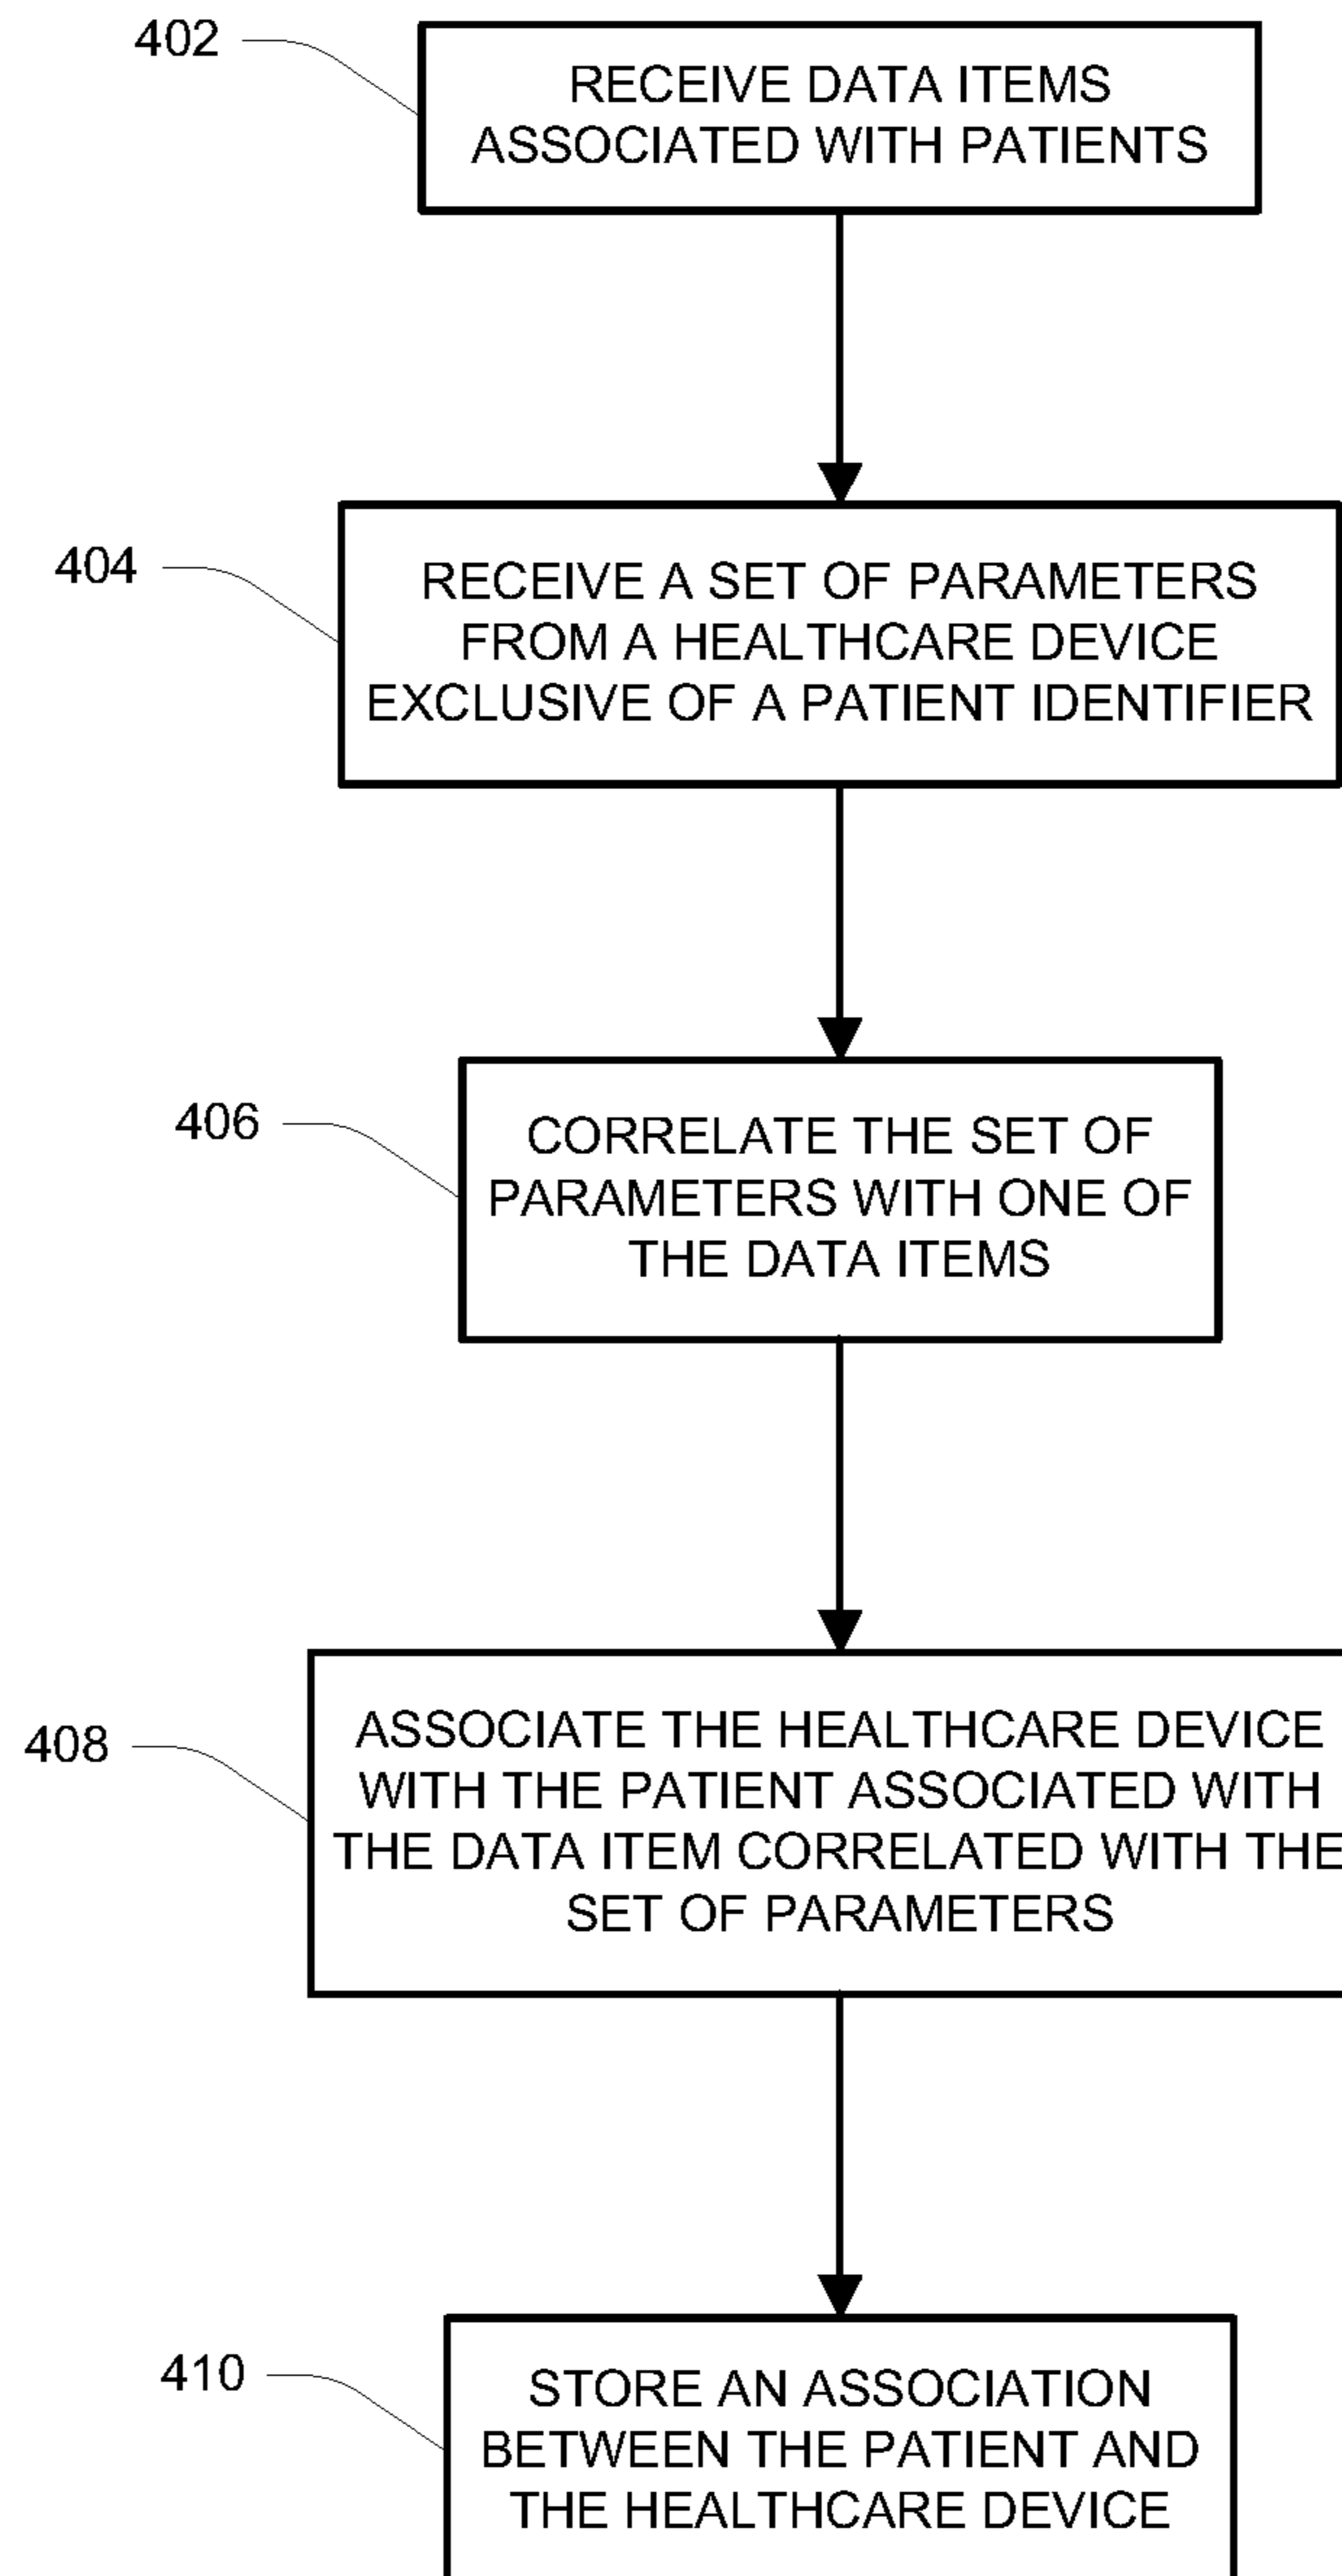 402
RECEIVE DATA ITEMS
ASSOCIATED WITH PATIENTS
404
RECEIVE A SET OF PARAMETERS
FROM A HEALTHCARE DEVICE
EXCLUSIVE OF A PATIENT IDENTIFIER
406
CORRELATE THE SET OF
PARAMETERS WITH ONE OF
THE DATA ITEMS
408
ASSOCIATE THE HEALTHCARE DEVICE
WITH THE PATIENT ASSOCIATED WITH
THE DATA ITEM CORRELATED WITH THE
SET OF PARAMETERS
410
STORE AN ASSOCIATION
BETWEEN THE PATIENT AND
THE HEALTHCARE DEVICE